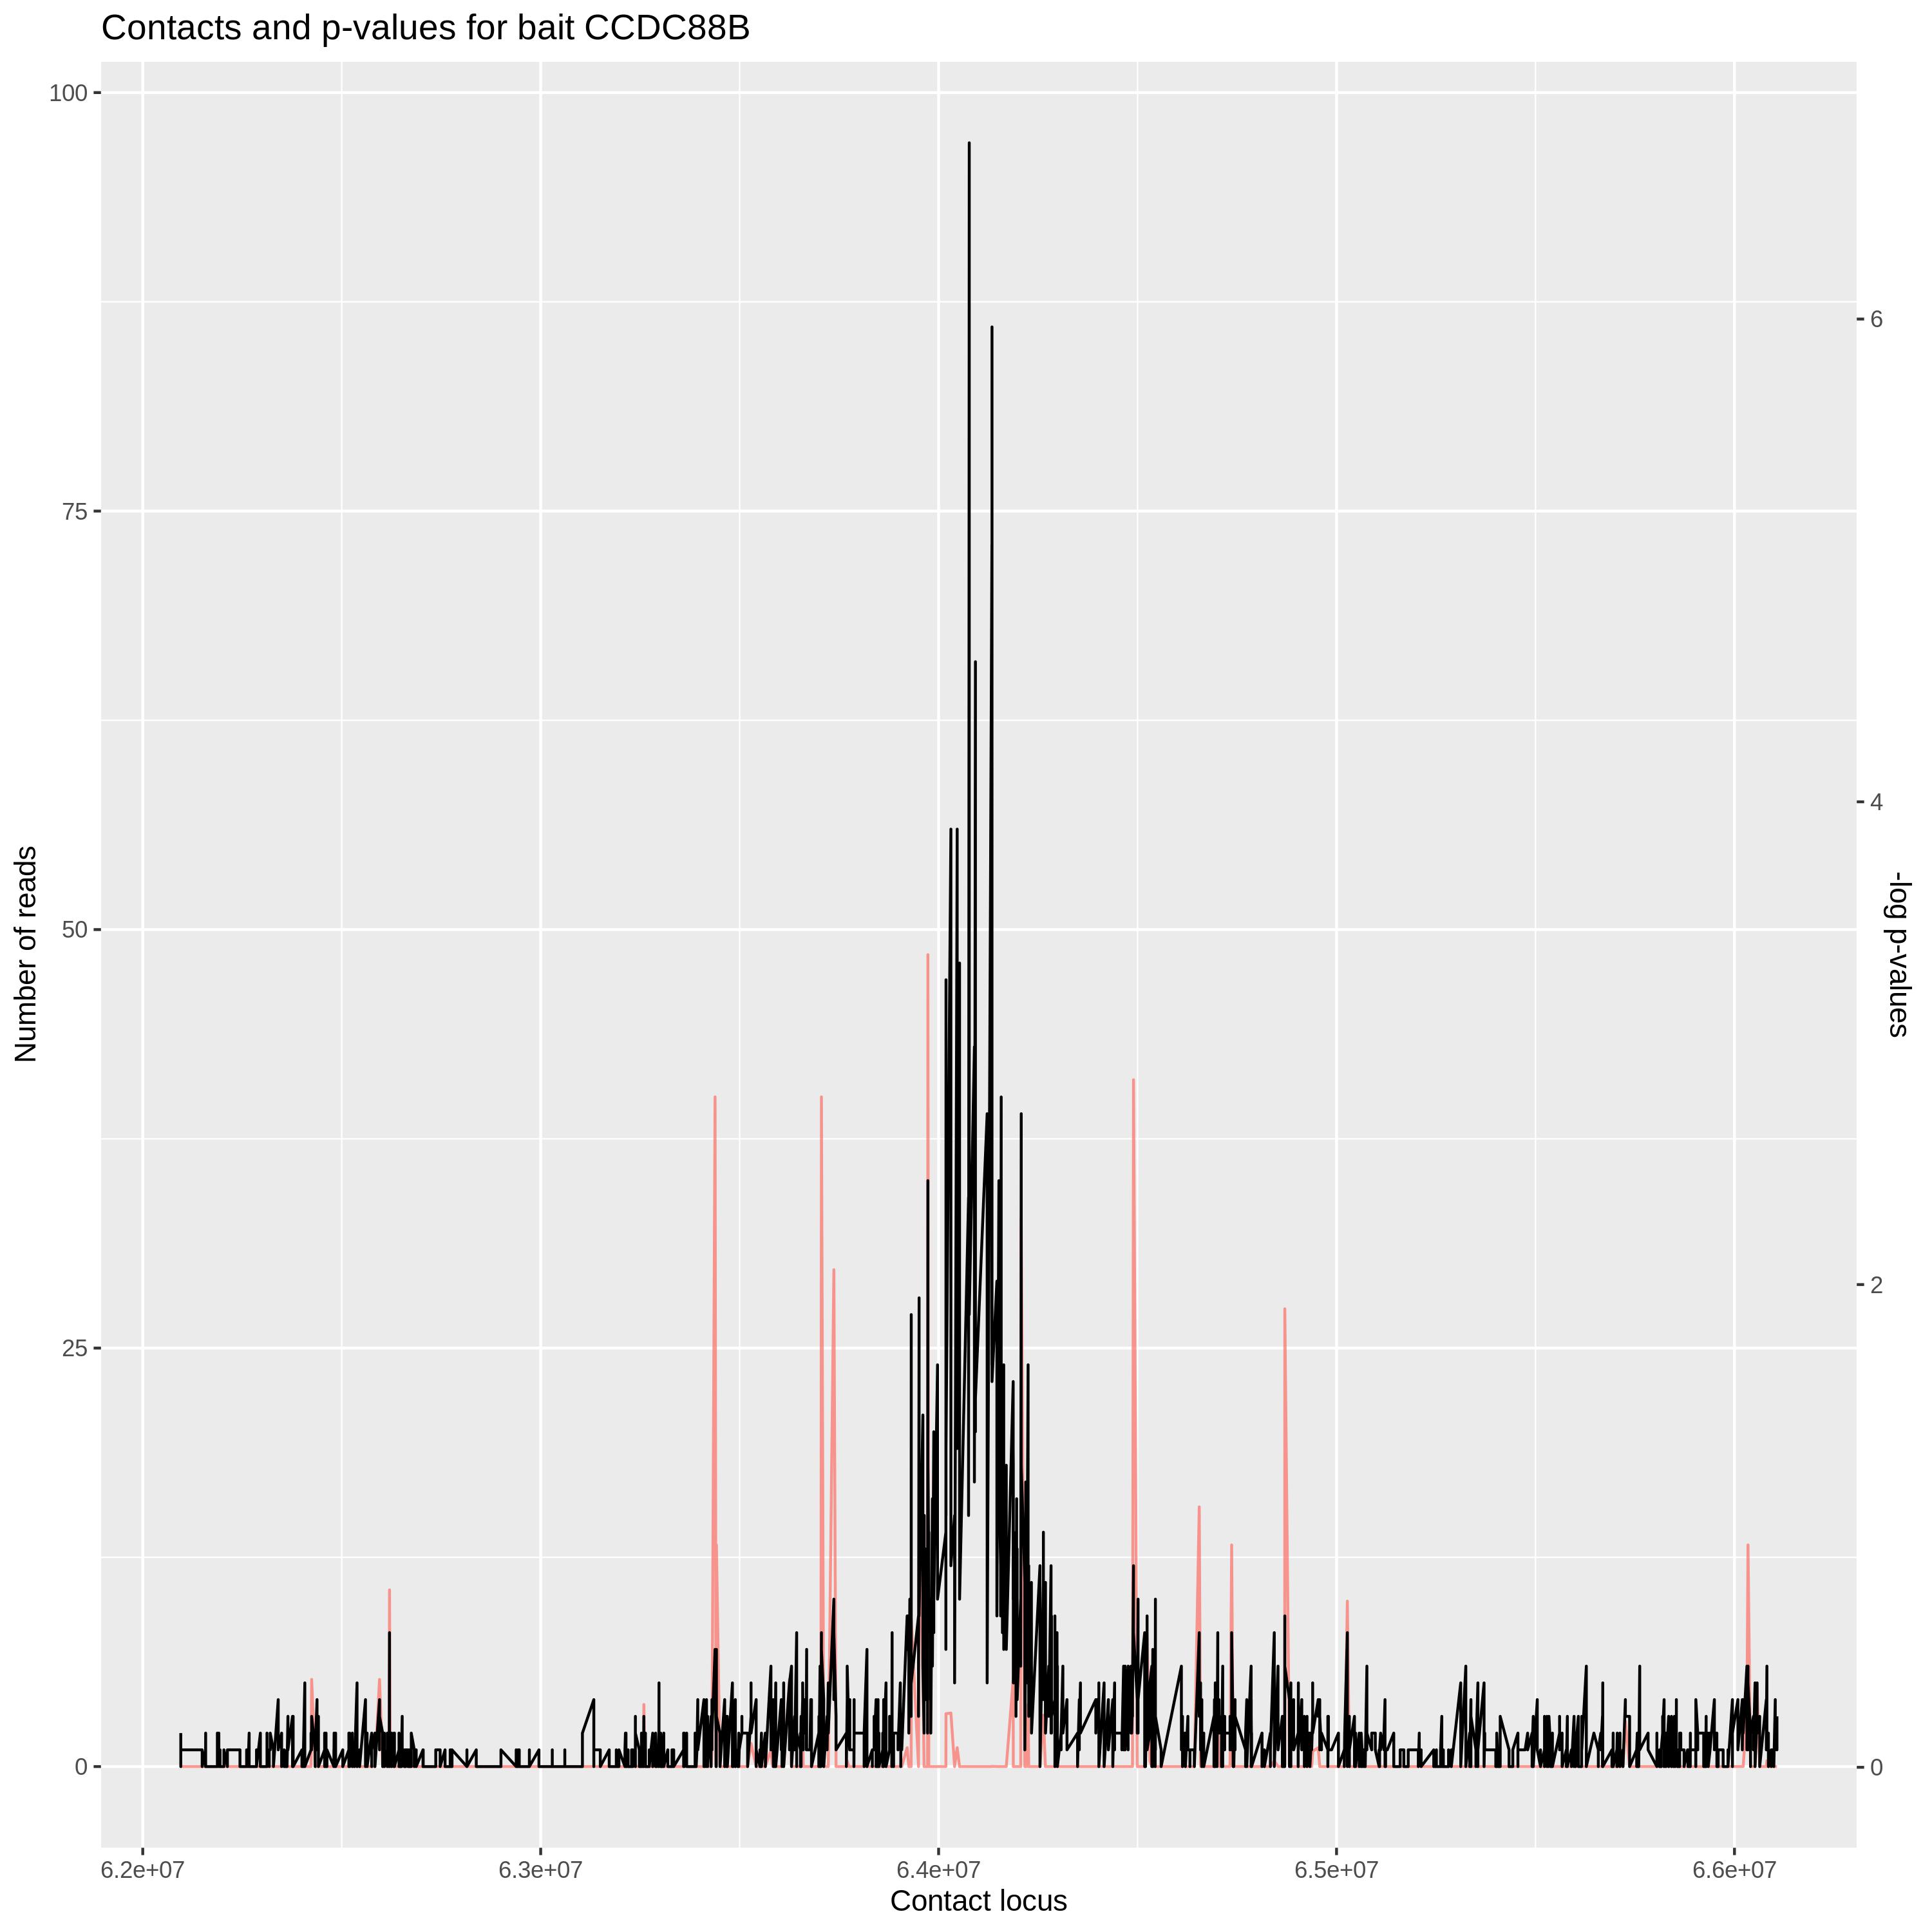 Contacts and p-values for bait CCDC88B
100
75
50
25
0
Number of reads
6
4
2
0
-log p-values
6.2e+07
6.3e+07
6.4e+07
6.5e+07
6.6e+07
Contact locus